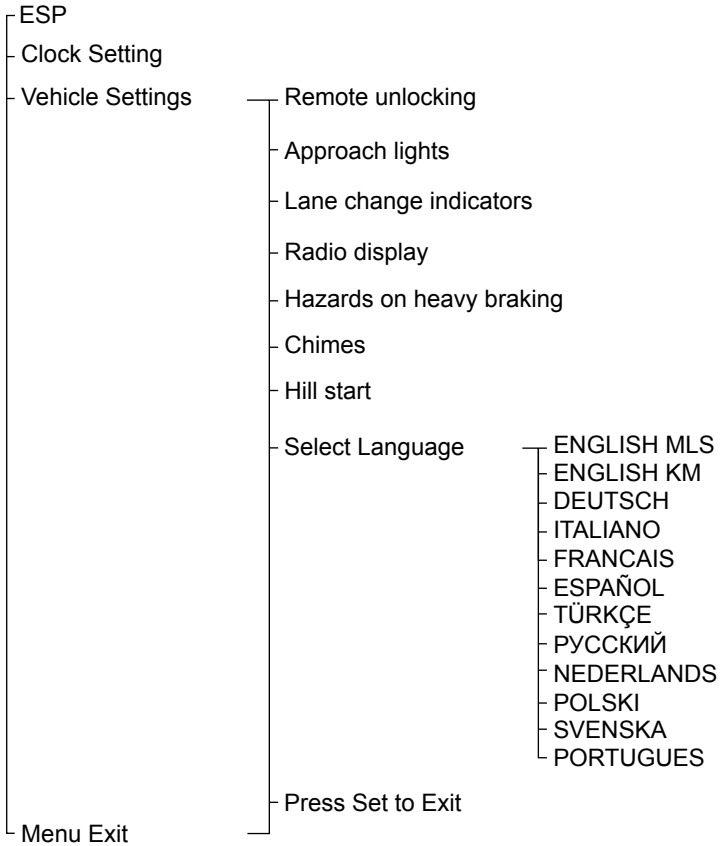 ESP
Clock Setting
Vehicle Settings
Remote unlocking
Approach lights
Lane change indicators
Radio display
Hazards on heavy braking
Chimes
Hill start
Select Language
ENGLISH MLS
ENGLISH KM
DEUTSCH
ITALIANO
FRANCAIS
ESPAÑOL
TÜRKÇE
РУССКИЙ
NEDERLANDS
POLSKI
SVENSKA
PORTUGUES
Press Set to Exit
Menu Exit